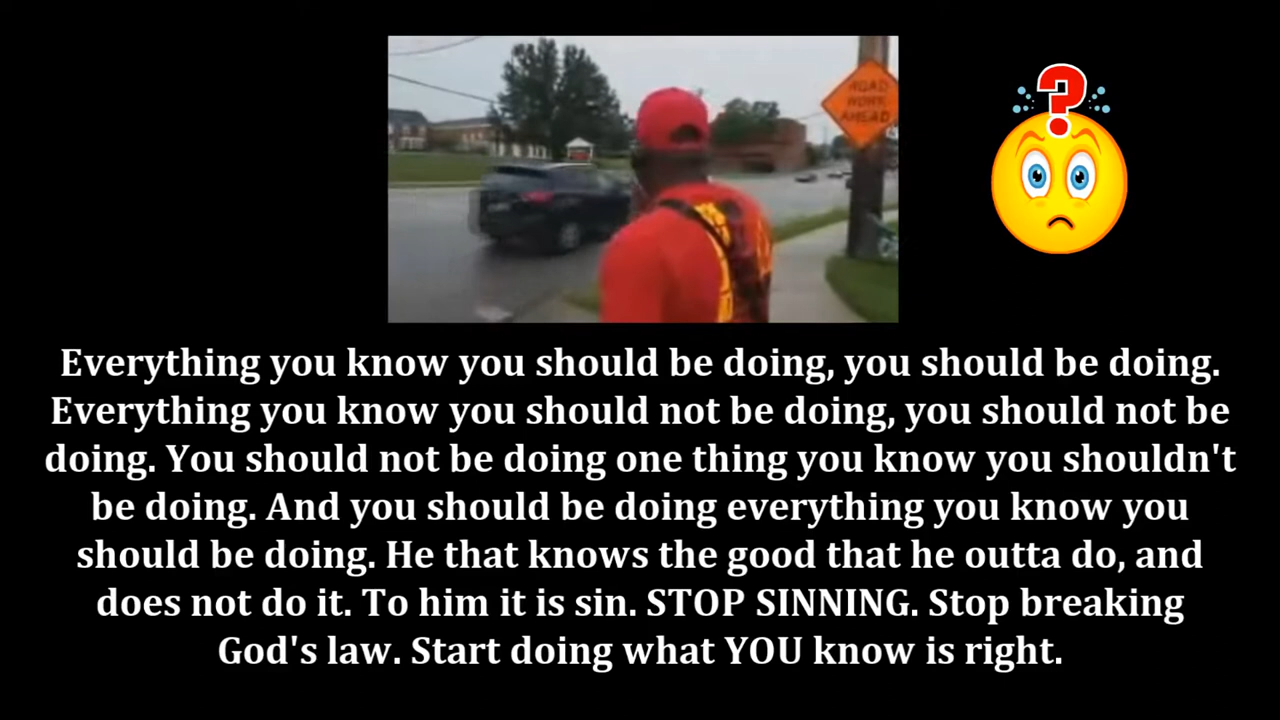 ROAD
WORK
AHEAD
?
Everything you know you should be doing, you should be doing.
Everything you know you should not be doing, you should not be
doing. You should not be doing one thing you know you shouldn't
be doing. And you should be doing everything you know you
should be doing. He that knows the good that he outta do, and
does not do it. To him it is sin. STOP SINNING. Stop breaking
God's law. Start doing what YOU know is right.